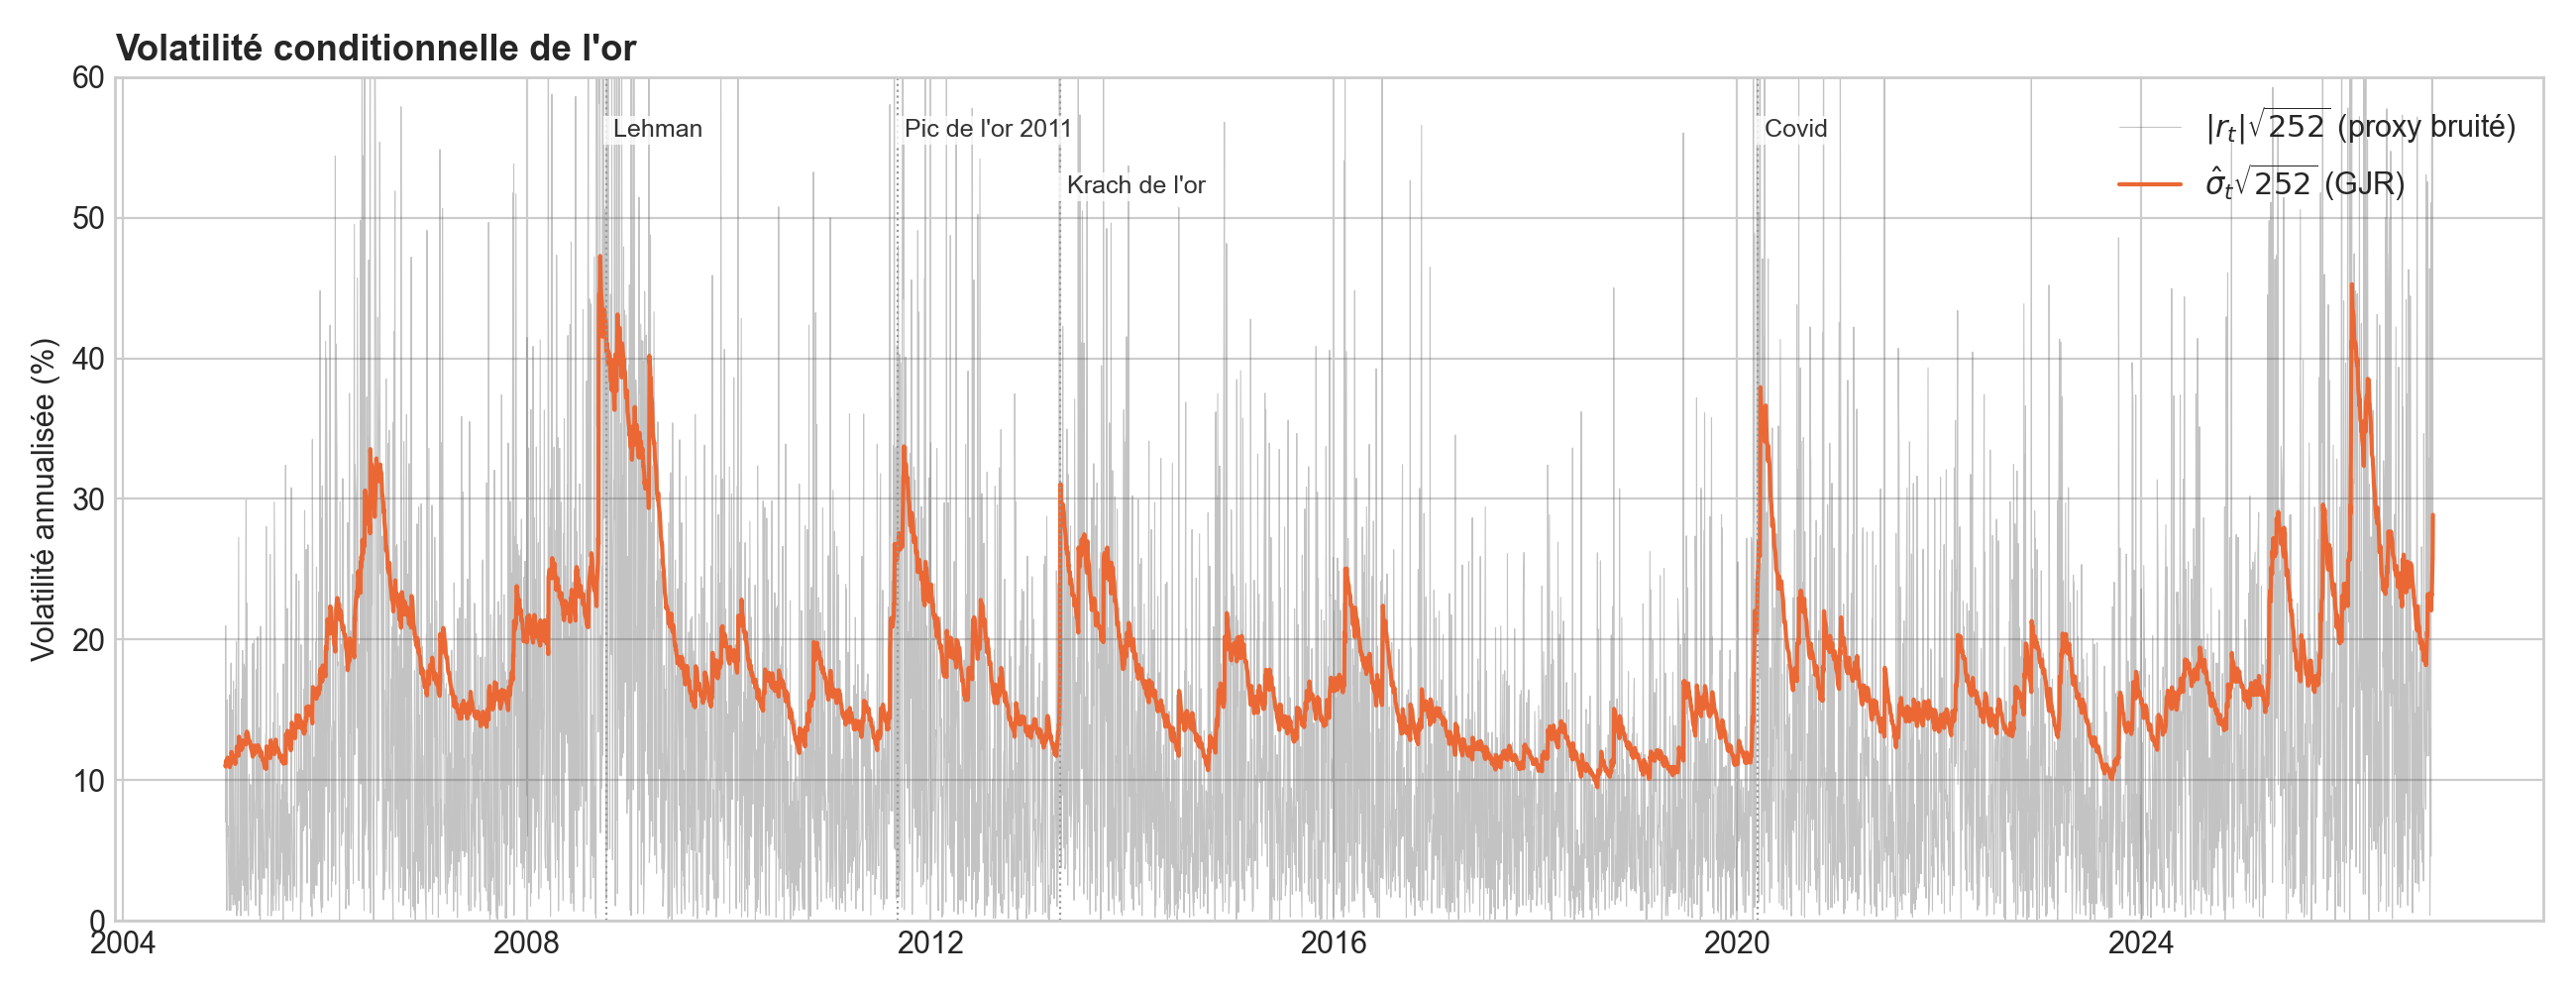 Volatilité conditionnelle de l'or
60
50
40
30
20
10
0
Volatilité annualisée (%)
Lehman
Pic de l'or 2011
Krach de l'or
Covid
|r_t|√252 (proxy bruité)
σ̂_t√252 (GJR)
2004 2008 2012 2016 2020 2024